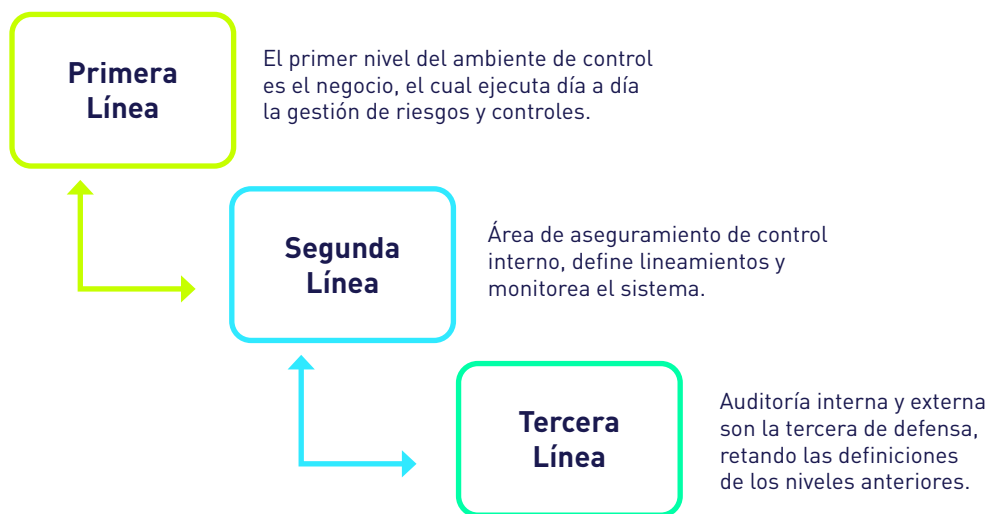 Primera
Línea
El primer nivel del ambiente de control
es el negocio, el cual ejecuta día a día
la gestión de riesgos y controles.
Segunda
Línea
Área de aseguramiento de control
interno, define lineamientos y
monitorea el sistema.
Tercera
Línea
Auditoría interna y externa
son la tercera de defensa,
retando las definiciones
de los niveles anteriores.